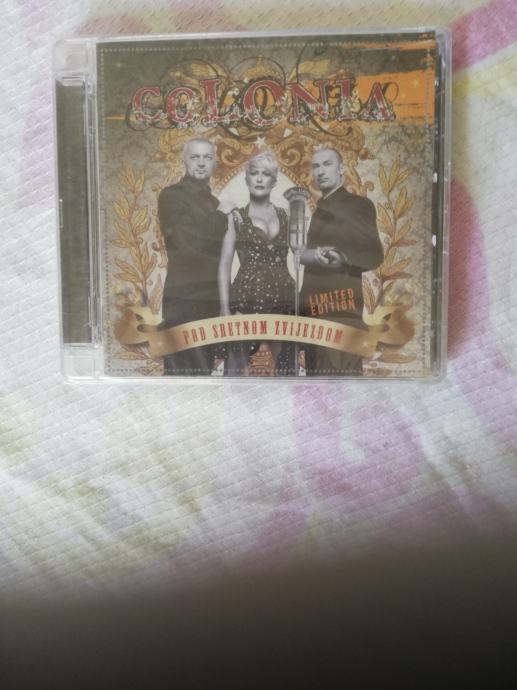 COLONIA
LIMITED
EDITION
POD SRETNOM ZVIJEZDOM